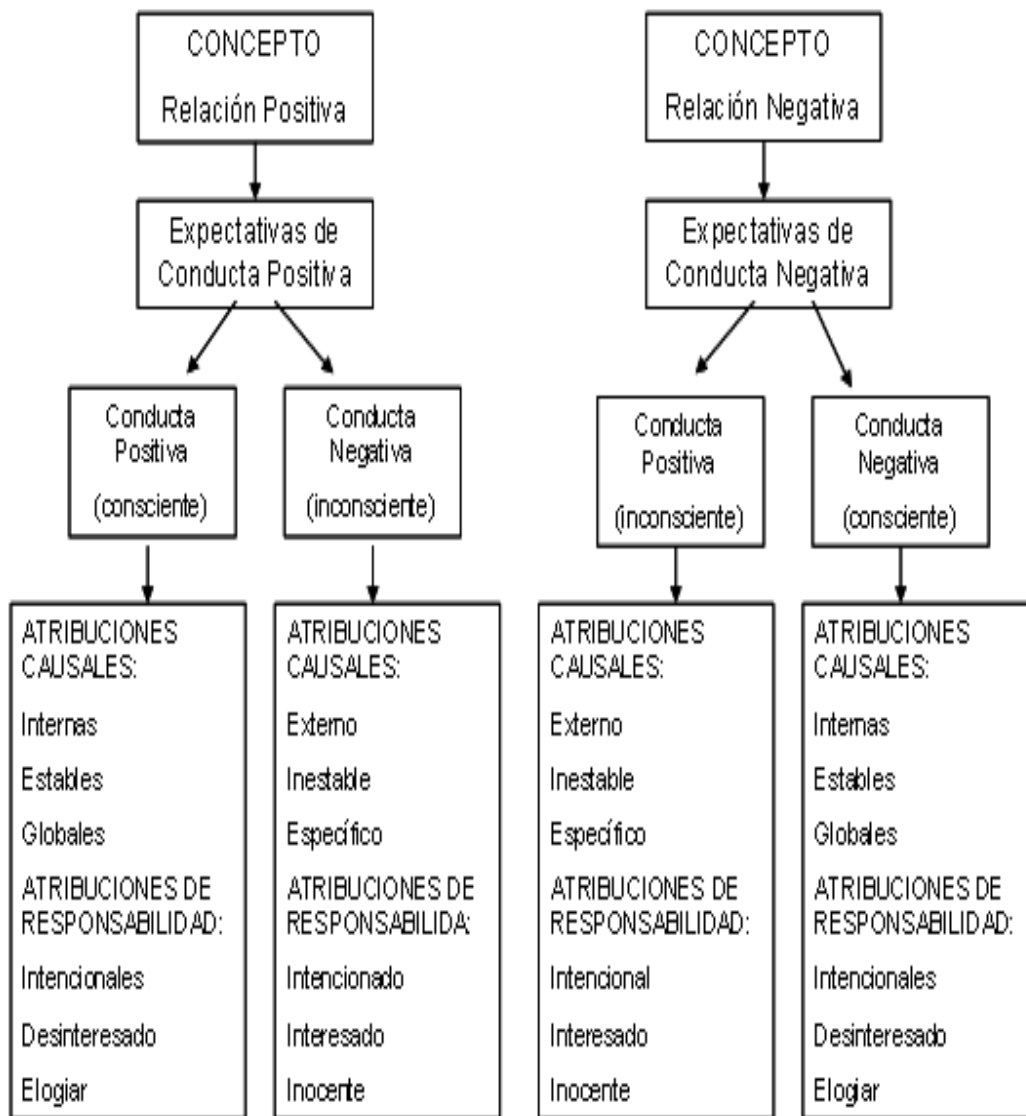 CONCEPTO
Relación Positiva
Expectativas de
Conducta Positiva
Conducta
Positiva
(consciente)
Conducta
Negativa
(inconsciente)
ATRIBUCIONES
CAUSALES:
Internas
Estables
Globales
ATRIBUCIONES DE
RESPONSABILIDAD:
Intencionales
Desinteresado
Elogiar
ATRIBUCIONES
CAUSALES:
Externo
Inestable
Específico
ATRIBUCIONES DE
RESPONSABILIDA:
Intencionado
Interesado
Inocente
CONCEPTO
Relación Negativa
Expectativas de
Conducta Negativa
Conducta
Positiva
(inconsciente)
Conducta
Negativa
(consciente)
ATRIBUCIONES
CAUSALES:
Externo
Inestable
Específico
ATRIBUCIONES DE
RESPONSABILIDAD:
Intencional
Interesado
Inocente
ATRIBUCIONES
CAUSALES:
Internas
Estables
Globales
ATRIBUCIONES DE
RESPONSABILIDAD:
Intencionales
Desinteresado
Elogiar